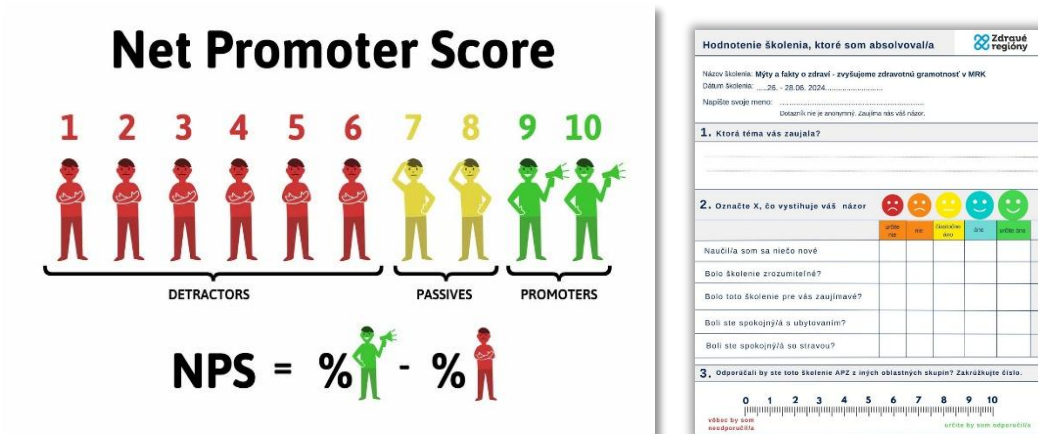 Net Promoter Score
1 2 3 4 5 6 7 8 9 10
DETRACTORS PASSIVES PROMOTERS
NPS = % - %
Hodnotenie školenia, ktoré som absolvoval/a
Zdravé
regióny
Názov školenia: Mýty a fakty o zdraví - zvyšujeme zdravotnú gramotnosť v MRK
Dátum školenia: .....26. - 28.06. 2024..........................
Napíšte svoje meno: ................................................................
Dotazník nie je anonymný. Zaujíma nás váš názor.
1. Ktorá téma vás zaujala?
2. Označte X, čo vystihuje váš názor
určite nie
nie
áno
určite áno
Naučil/a som sa niečo nové
Bolo školenie zrozumiteľné?
Bolo toto školenie pre vás zaujímavé?
Boli ste spokojný/á s ubytovaním?
Boli ste spokojný/á so stravou?
3. Odporúčali by ste toto školenie APZ z iných oblastných skupín? Zakrúžkujte číslo.
0 1 2 3 4 5 6 7 8 9 10
vôbec by som
neodporučil/a
určite by som odporučil/a